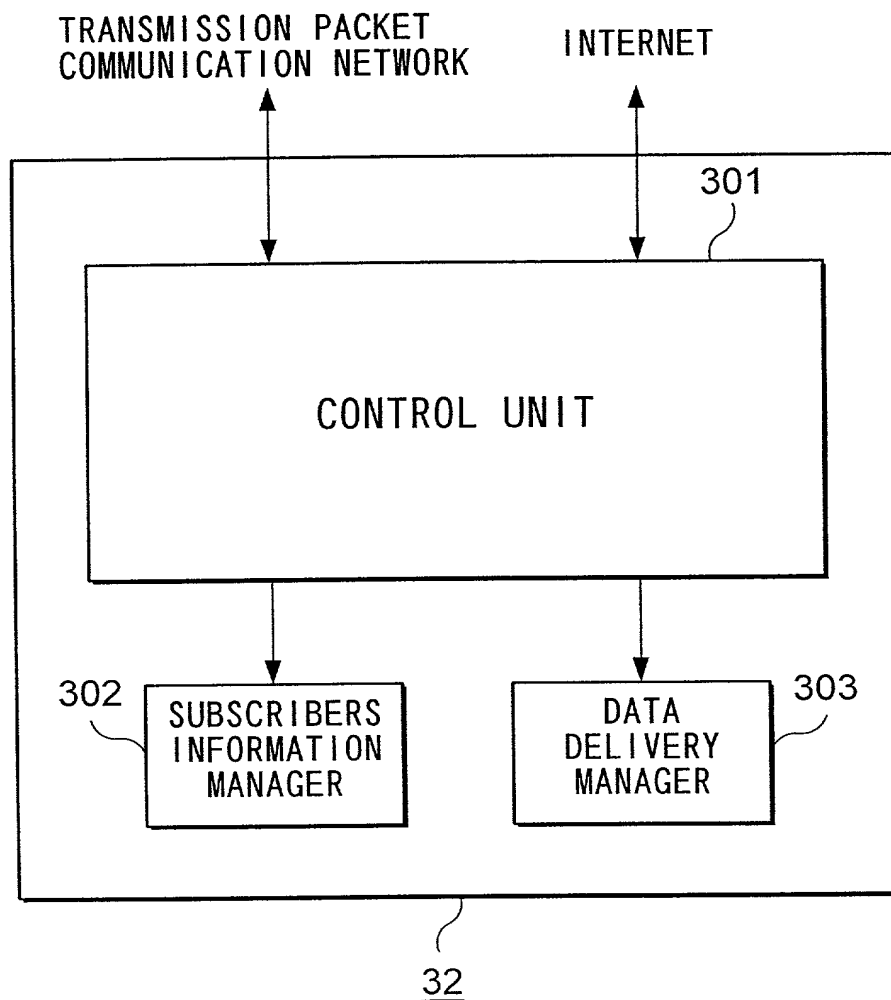 TRANSMISSION PACKET
COMMUNICATION NETWORK
INTERNET
301
CONTROL UNIT
302
SUBSCRIBERS
INFORMATION
MANAGER
DATA
DELIVERY
MANAGER
303
32